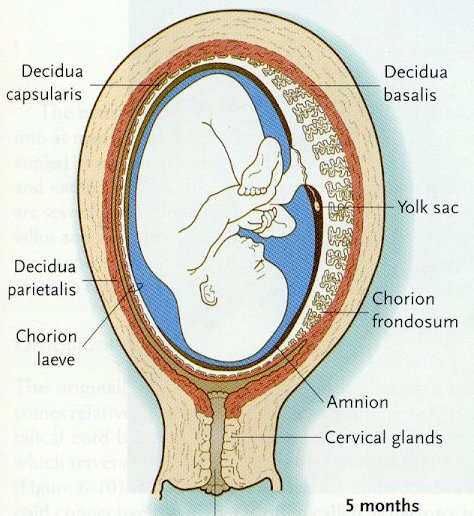 Decidua
capsularis
Decidua
basalis
Yolk sac
Decidua
parietalis
Chorion
frondosum
Chorion
laeve
Amnion
Cervical glands
5 months